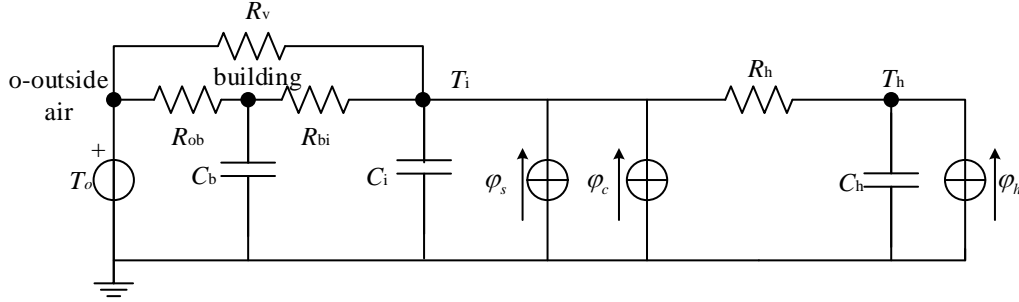 Rv
o-outside
air
building
Ti
Rh
Th
Rob
Rbi
+
To
Cb
Ci
φs
φc
Ch
φh